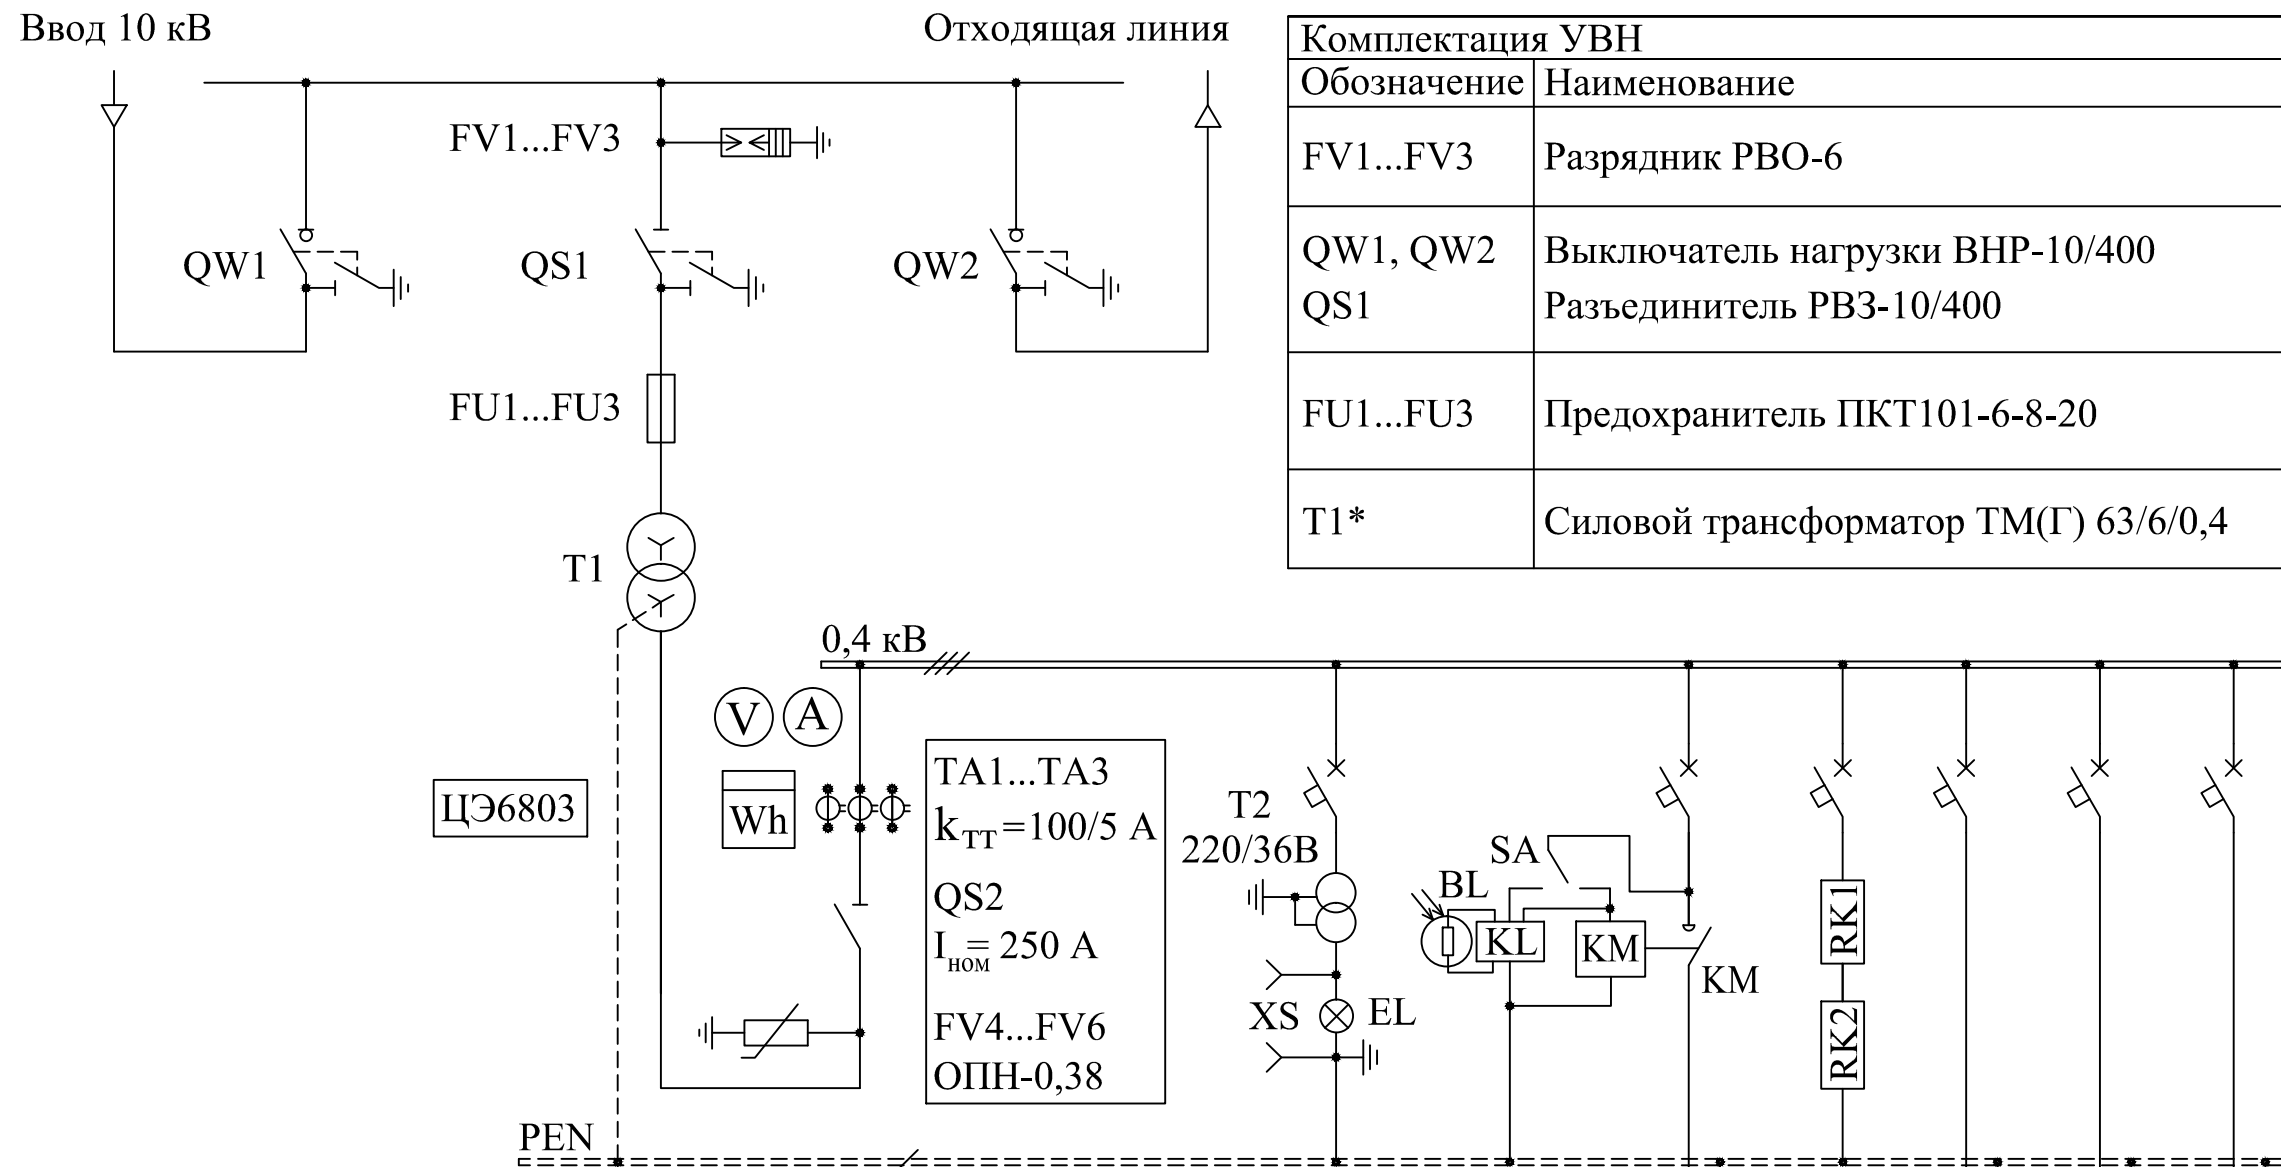 Ввод 10 кВ
Отходящая линия
FV1...FV3
QW1
QS1
QW2
FU1...FU3
T1
Комплектация УВН
Обозначение Наименование
FV1...FV3 Разрядник РВО-6
QW1, QW2 Выключатель нагрузки ВНР-10/400
QS1 Разъединитель РВЗ-10/400
FU1...FU3 Предохранитель ПКТ101-6-8-20
T1* Силовой трансформатор ТМ(Г) 63/6/0,4
0,4 кВ
V A
ЦЭ6803
Wh
TA1...TA3
kтт=100/5 А
QS2
Iном= 250 А
FV4...FV6
ОПН-0,38
T2
220/36В
XS
EL
SA
BL
KL
KM
KM
RK1
RK2
PEN